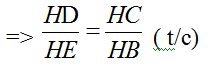 => HD/HE = HC/HB ( t/c)